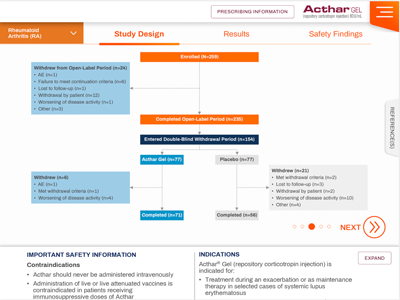 PRESCRIBING INFORMATION
Acthar GEL
repository corticotropin injection) 80 U/mL
Rheumatoid
Arthritis (RA)
Study Design
Results
Safety Findings
Enrolled (N=259)
Withdrew from Open-Label Period (n=24)
• AE (n=1)
• Failure to meet continuation criteria (n=6)
• Lost to follow-up (n=1)
• Withdrawal by patient (n=12)
• Worsening of disease activity (n=1)
• Other (n=3)
Completed Open-Label Period (n=235)
Entered Double-Blind Withdrawal Period (n=154)
Acthar Gel (n=77)
Placebo (n=77)
Withdrew (n=6)
• AE (n=1)
• Met withdrawal criteria (n=1)
• Worsening of disease activity (n=4)
Withdrew (n=21)
• Met withdrawal criteria (n=2)
• Lost to follow-up (n=3)
• Withdrawal by patient (n=2)
• Worsening of disease activity (n=10)
• Other (n=4)
Completed (n=71)
Completed (n=56)
REFERENCE(S)
NEXT
IMPORTANT SAFETY INFORMATION
Contraindications
• Acthar should never be administered intravenously
• Administration of live or live attenuated vaccines is
contraindicated in patients receiving
immunosuppressive doses of Acthar
INDICATIONS
Acthar® Gel (repository corticotropin injection) is
indicated for:
• Treatment during an exacerbation or as maintenance
therapy in selected cases of systemic lupus
erythematosus
EXPAND